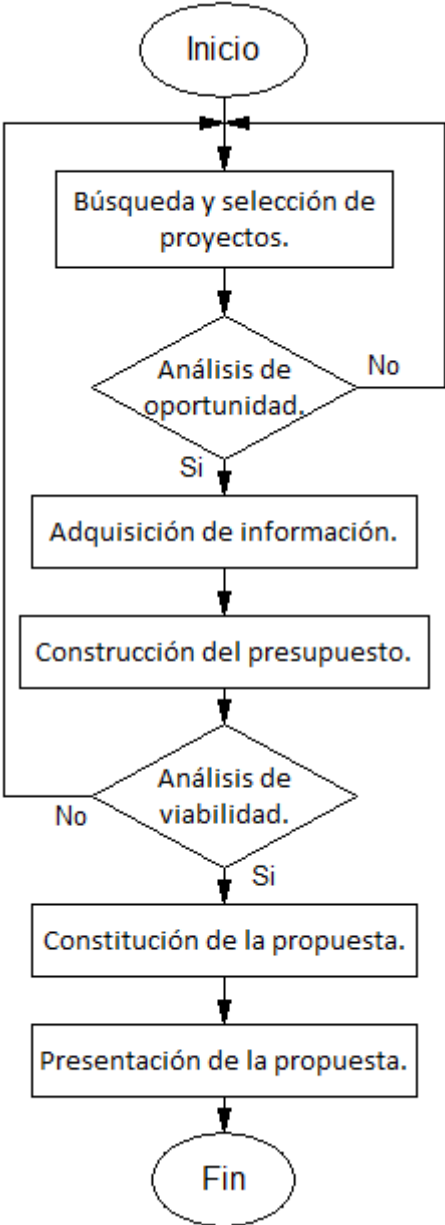 Inicio
Búsqueda y selección de
proyectos.
Análisis de
oportunidad.
No
Si
Adquisición de información.
Construcción del presupuesto.
Análisis de
viabilidad.
No
Si
Constitución de la propuesta.
Presentación de la propuesta.
Fin